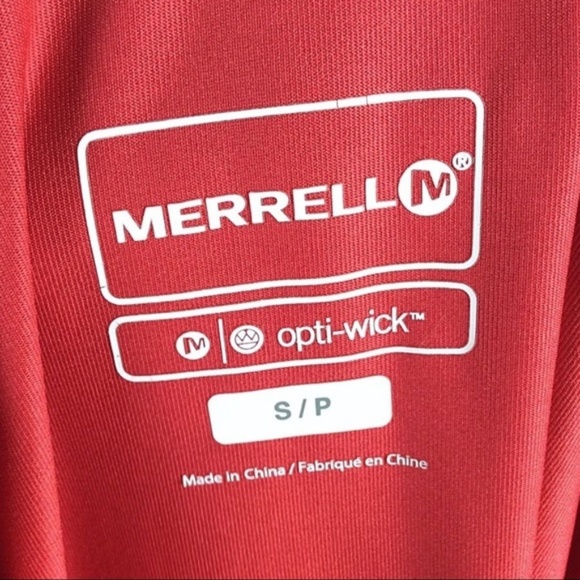 MERRELL M®
M | opti-wick™
S / P
Made in China / Fabriqué en Chine